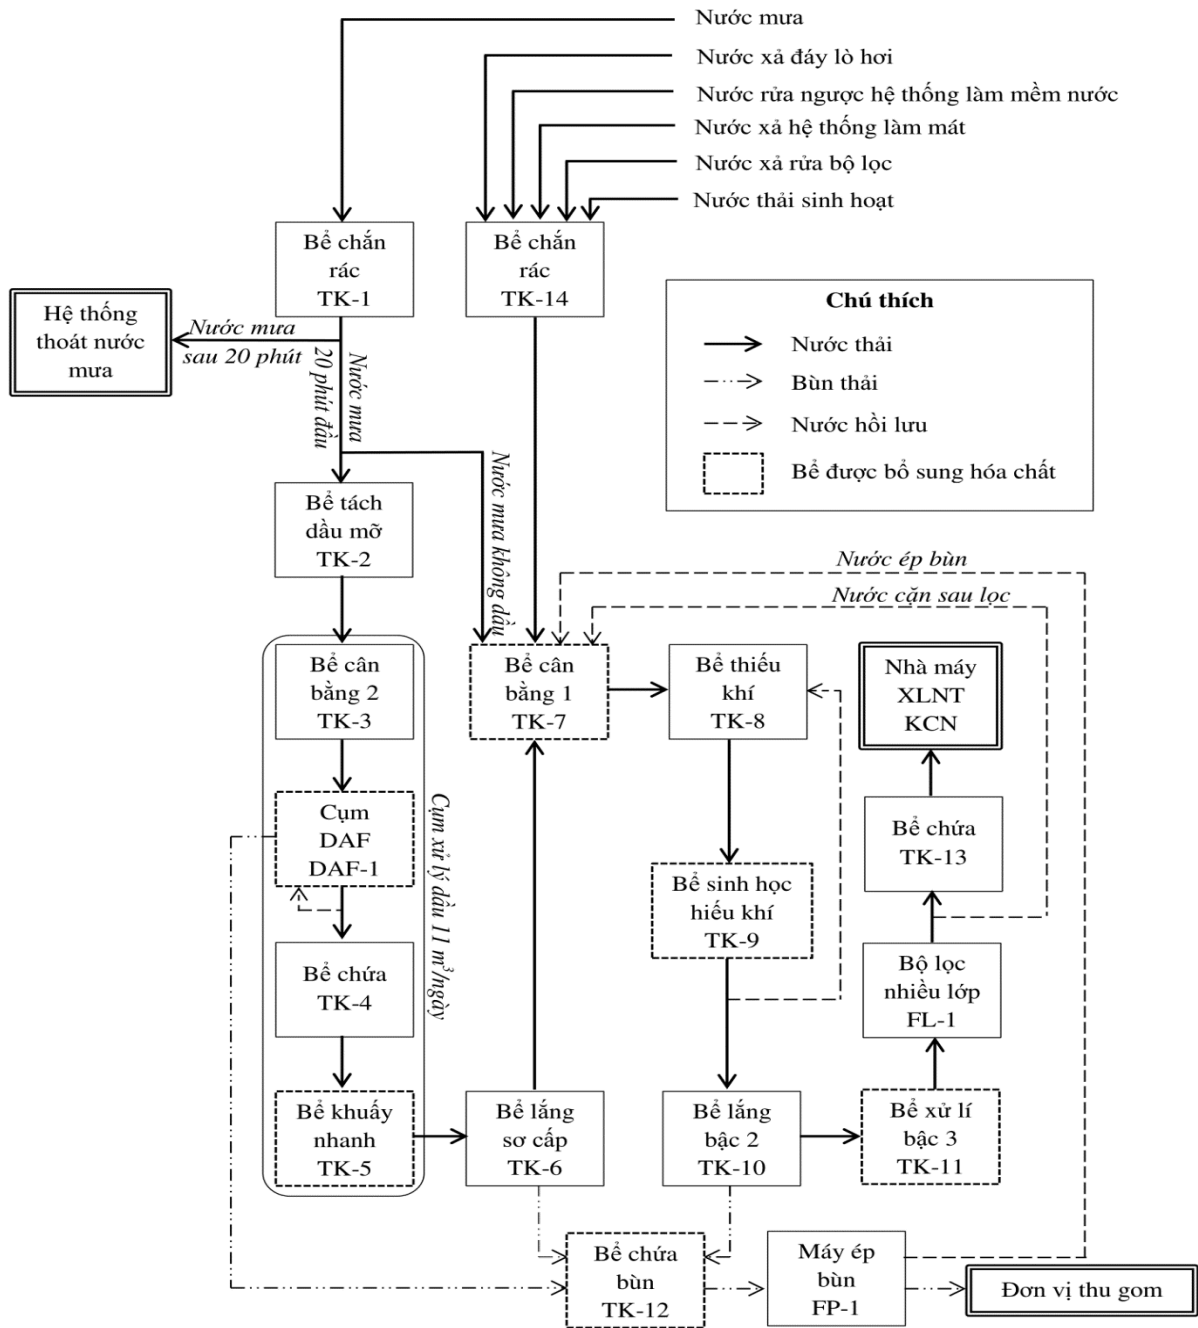 Nước mưa
Nước xả đáy lò hơi
Nước rửa ngược hệ thống làm mềm nước
Nước xả hệ thống làm mát
Nước xả rửa bộ lọc
Nước thải sinh hoạt
Bể chắn
rác
TK-1
Bể chắn
rác
TK-14
Hệ thống
thoát nước
mưa
Nước mưa
sau 20 phút
Nước mưa
20 phút đầu
Nước mưa không dầu
Chú thích
Nước thải
Bùn thải
Nước hồi lưu
Bể được bổ sung hóa chất
Bể tách
dầu mỡ
TK-2
Nước ép bùn
Nước cặn sau lọc
Bể cân
bằng 2
TK-3
Bể cân
bằng 1
TK-7
Bể thiếu
khí
TK-8
Nhà máy
XLNT
KCN
Cụm
DAF
DAF-1
Cụm xử lý dầu 11 m³/ngày
Bể chứa
TK-13
Bể sinh học
hiếu khí
TK-9
Bể chứa
TK-4
Bộ lọc
nhiều lớp
FL-1
Bể khuấy
nhanh
TK-5
Bể lắng
sơ cấp
TK-6
Bể lắng
bậc 2
TK-10
Bể xử lí
bậc 3
TK-11
Bể chứa
bùn
TK-12
Máy ép
bùn
FP-1
Đơn vị thu gom